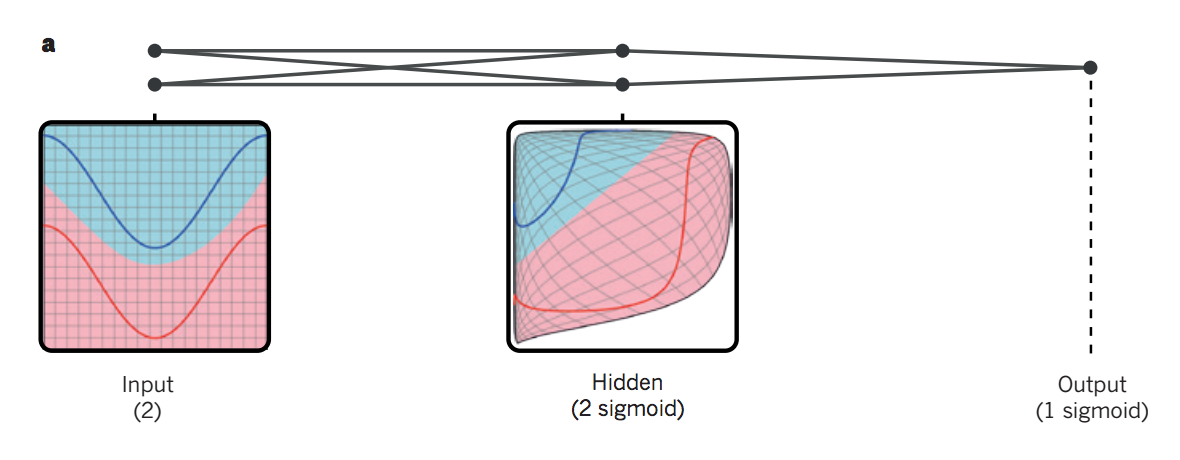 a
Input
(2)
Hidden
(2 sigmoid)
Output
(1 sigmoid)